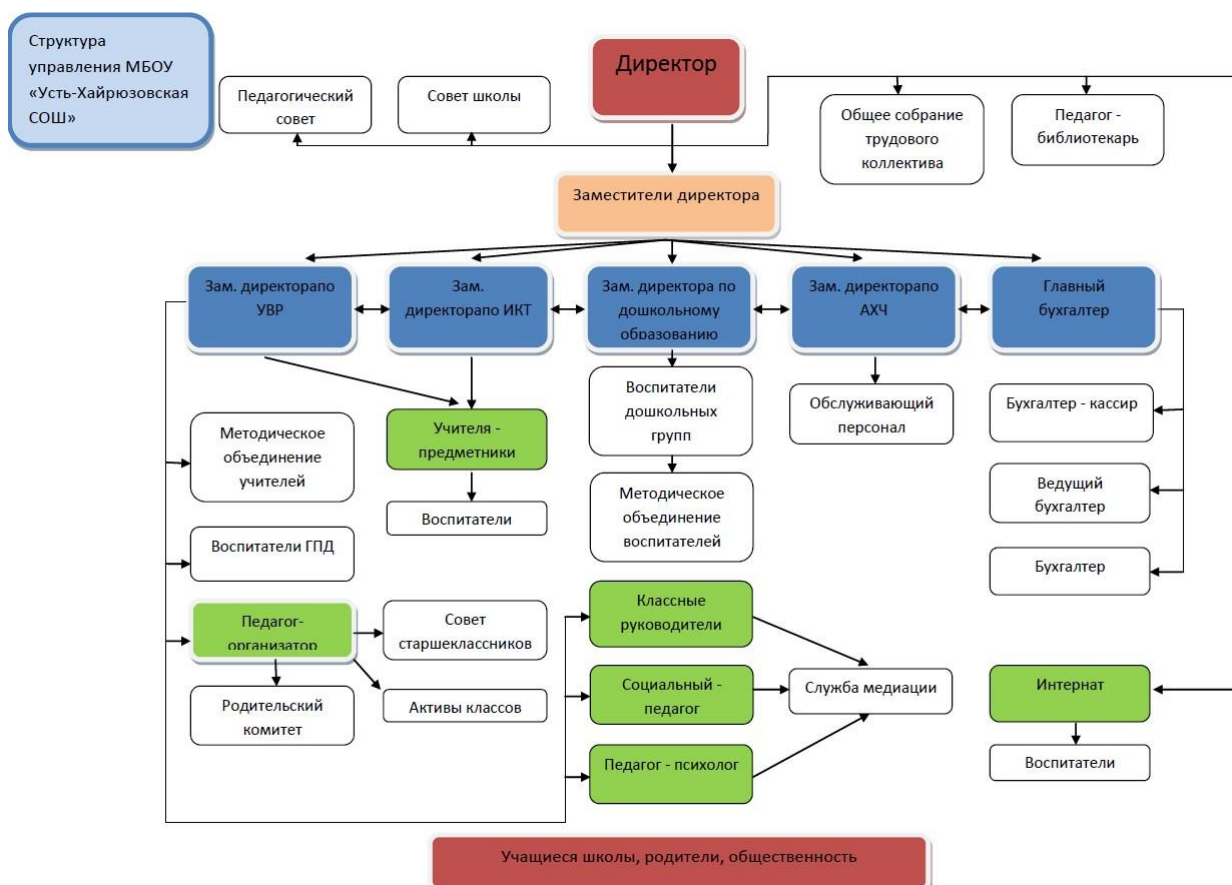 Структура
управления МБОУ
«Усть-Хайрюзовская
СОШ»
Директор
Педагогический
совет
Совет школы
Общее собрание
трудового
коллектива
Педагог -
библиотекарь
Заместители директора
Зам. директорапо
УВР
Зам.
директорапо ИКТ
Зам. директора по
дошкольному
образованию
Зам. директорапо
АХЧ
Главный
бухгалтер
Методическое
объединение
учителей
Учителя -
предметники
Воспитатели
дошкольных
групп
Обслуживающий
персонал
Бухгалтер - кассир
Воспитатели
Методическое
объединение
воспитателей
Ведущий
бухгалтер
Воспитатели ГПД
Бухгалтер
Педагог-
организатор
Совет
старшеклассников
Классные
руководители
Родительский
комитет
Активы классов
Социальный -
педагог
Служба медиации
Интернат
Педагог - психолог
Воспитатели
Учащиеся школы, родители, общественность